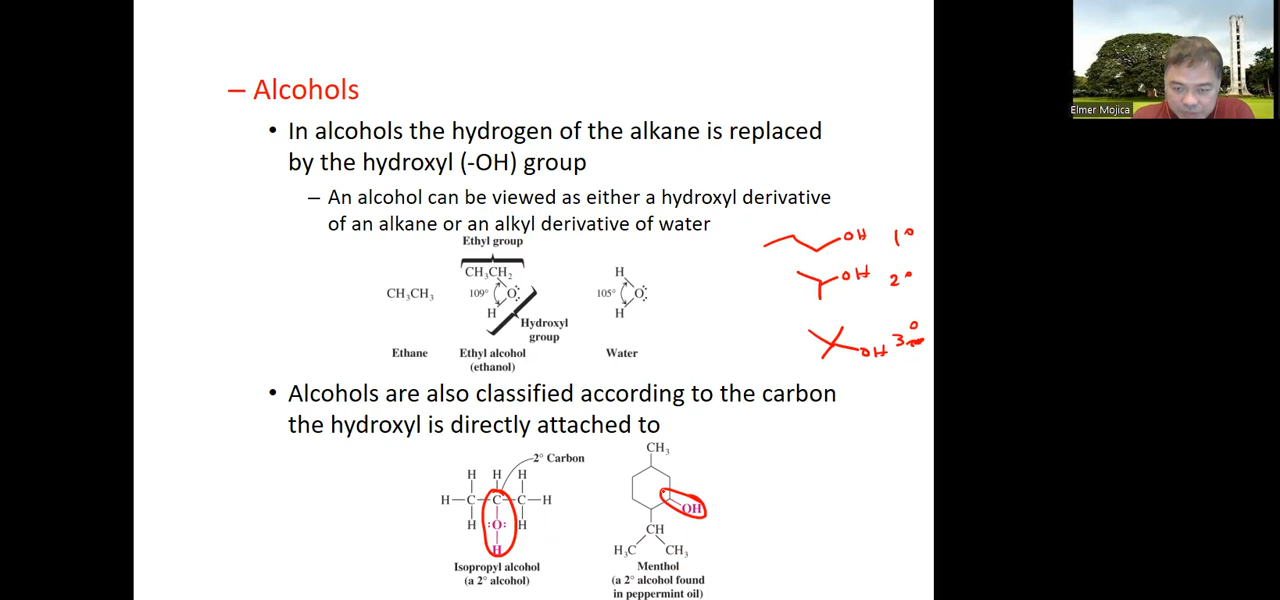 Elmer Mojica
– Alcohols
• In alcohols the hydrogen of the alkane is replaced
by the hydroxyl (-OH) group
– An alcohol can be viewed as either a hydroxyl derivative
of an alkane or an alkyl derivative of water
OH 1°
OH 2°
OH 3°
Ethyl group
CH₃CH₃
CH₃CH₂
109°
O:
H
Hydroxyl
group
H
105°
O:
H
Ethane
Ethyl alcohol
(ethanol)
Water
• Alcohols are also classified according to the carbon
the hydroxyl is directly attached to
2° Carbon
H H H
H—C—C—C—H
H :O: H
H
Isopropyl alcohol
(a 2° alcohol)
CH₃
OH
CH
H₃C CH₃
Menthol
(a 2° alcohol found
in peppermint oil)